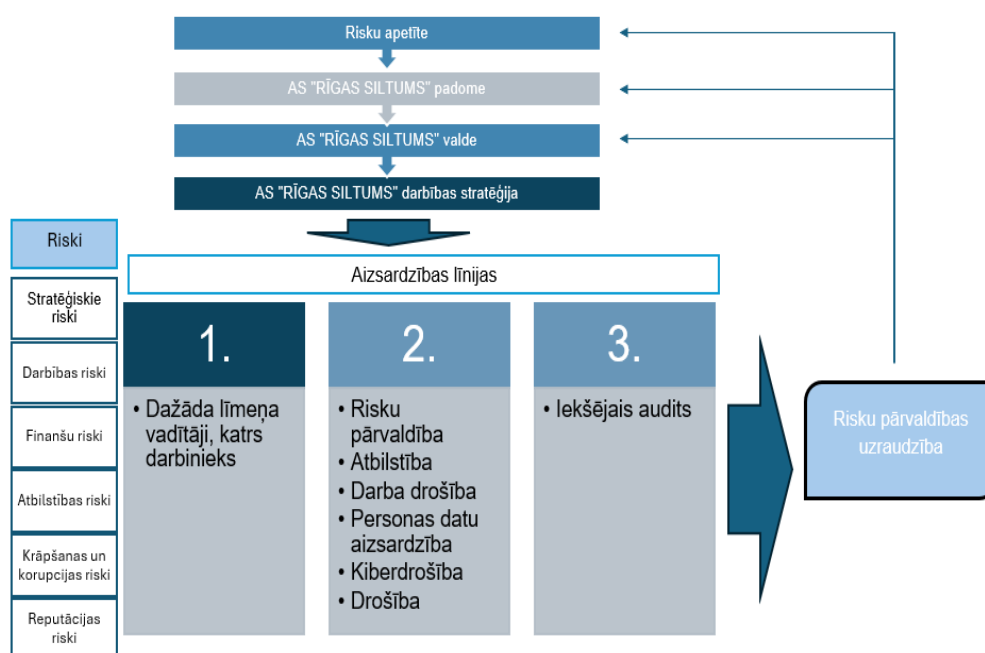 Risku apetīte
AS "RĪGAS SILTUMS" padome
AS "RĪGAS SILTUMS" valde
AS "RĪGAS SILTUMS" darbības stratēģija
Riski
Stratēģiskie
riski
Darbības riski
Finanšu riski
Atbilstības riski
Krāpšanas un
korupcijas riski
Reputācijas
riski
Aizsardzības līnijas
1.
• Dažāda līmeņa
vadītāji, katrs
darbinieks
2.
• Risku
pārvaldība
• Atbilstība
• Darba drošība
• Personas datu
aizsardzība
• Kiberdrošība
• Drošība
3.
• Iekšējais audits
Risku pārvaldības
uzraudzība